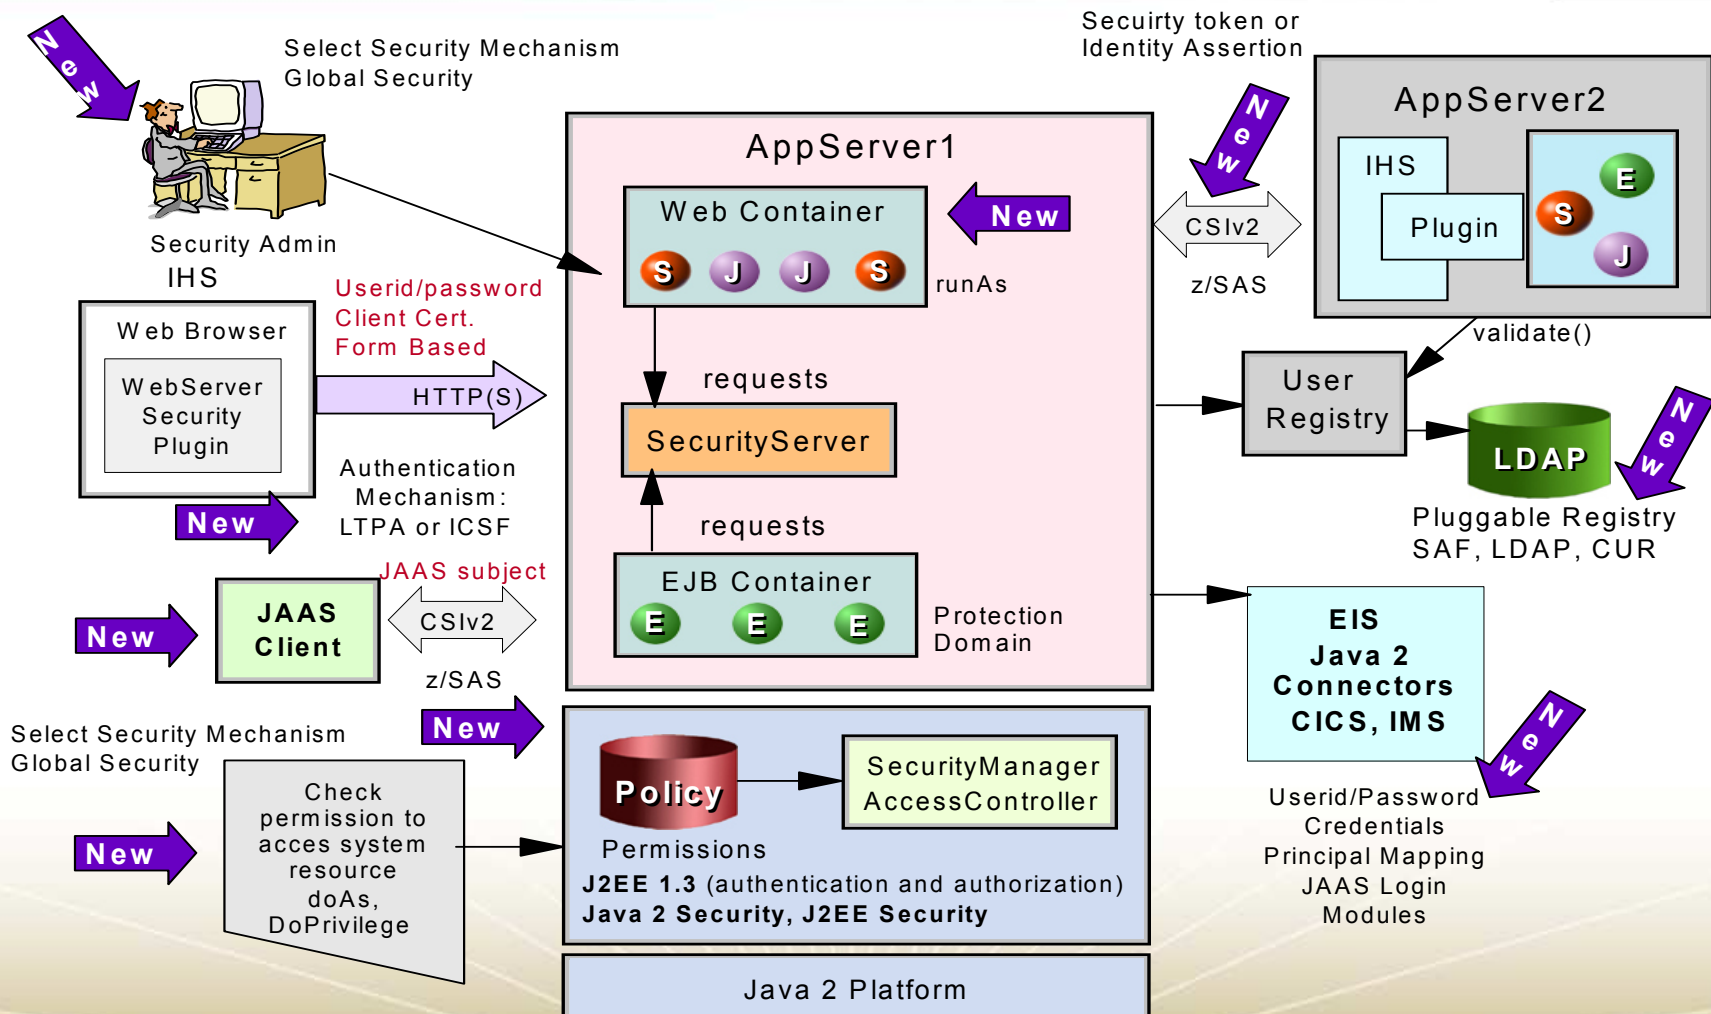 New
Select Security Mechanism
Global Security
Security Admin
IHS
Web Browser
WebServer
Security
Plugin
Userid/password
Client Cert.
Form Based
HTTP(S)
New
Authentication
Mechanism:
LTPA or ICSF
New
JAAS
Client
JAAS subject
CSIv2
z/SAS
New
Select Security Mechanism
Global Security
New
Check
permission to
acces system
resource
doAs,
DoPrivilege
AppServer1
Web Container
S J J S
New
runAs
requests
SecurityServer
requests
EJB Container
E E E
Protection
Domain
Policy
SecurityManager
AccessController
Permissions
J2EE 1.3 (authentication and authorization)
Java 2 Security, J2EE Security
Java 2 Platform
Secuirty token or
Identity Assertion
New
CSIv2
z/SAS
AppServer2
IHS
Plugin
E
S
J
validate()
User
Registry
LDAP
New
Pluggable Registry
SAF, LDAP, CUR
EIS
Java 2
Connectors
CICS, IMS
New
Userid/Password
Credentials
Principal Mapping
JAAS Login
Modules